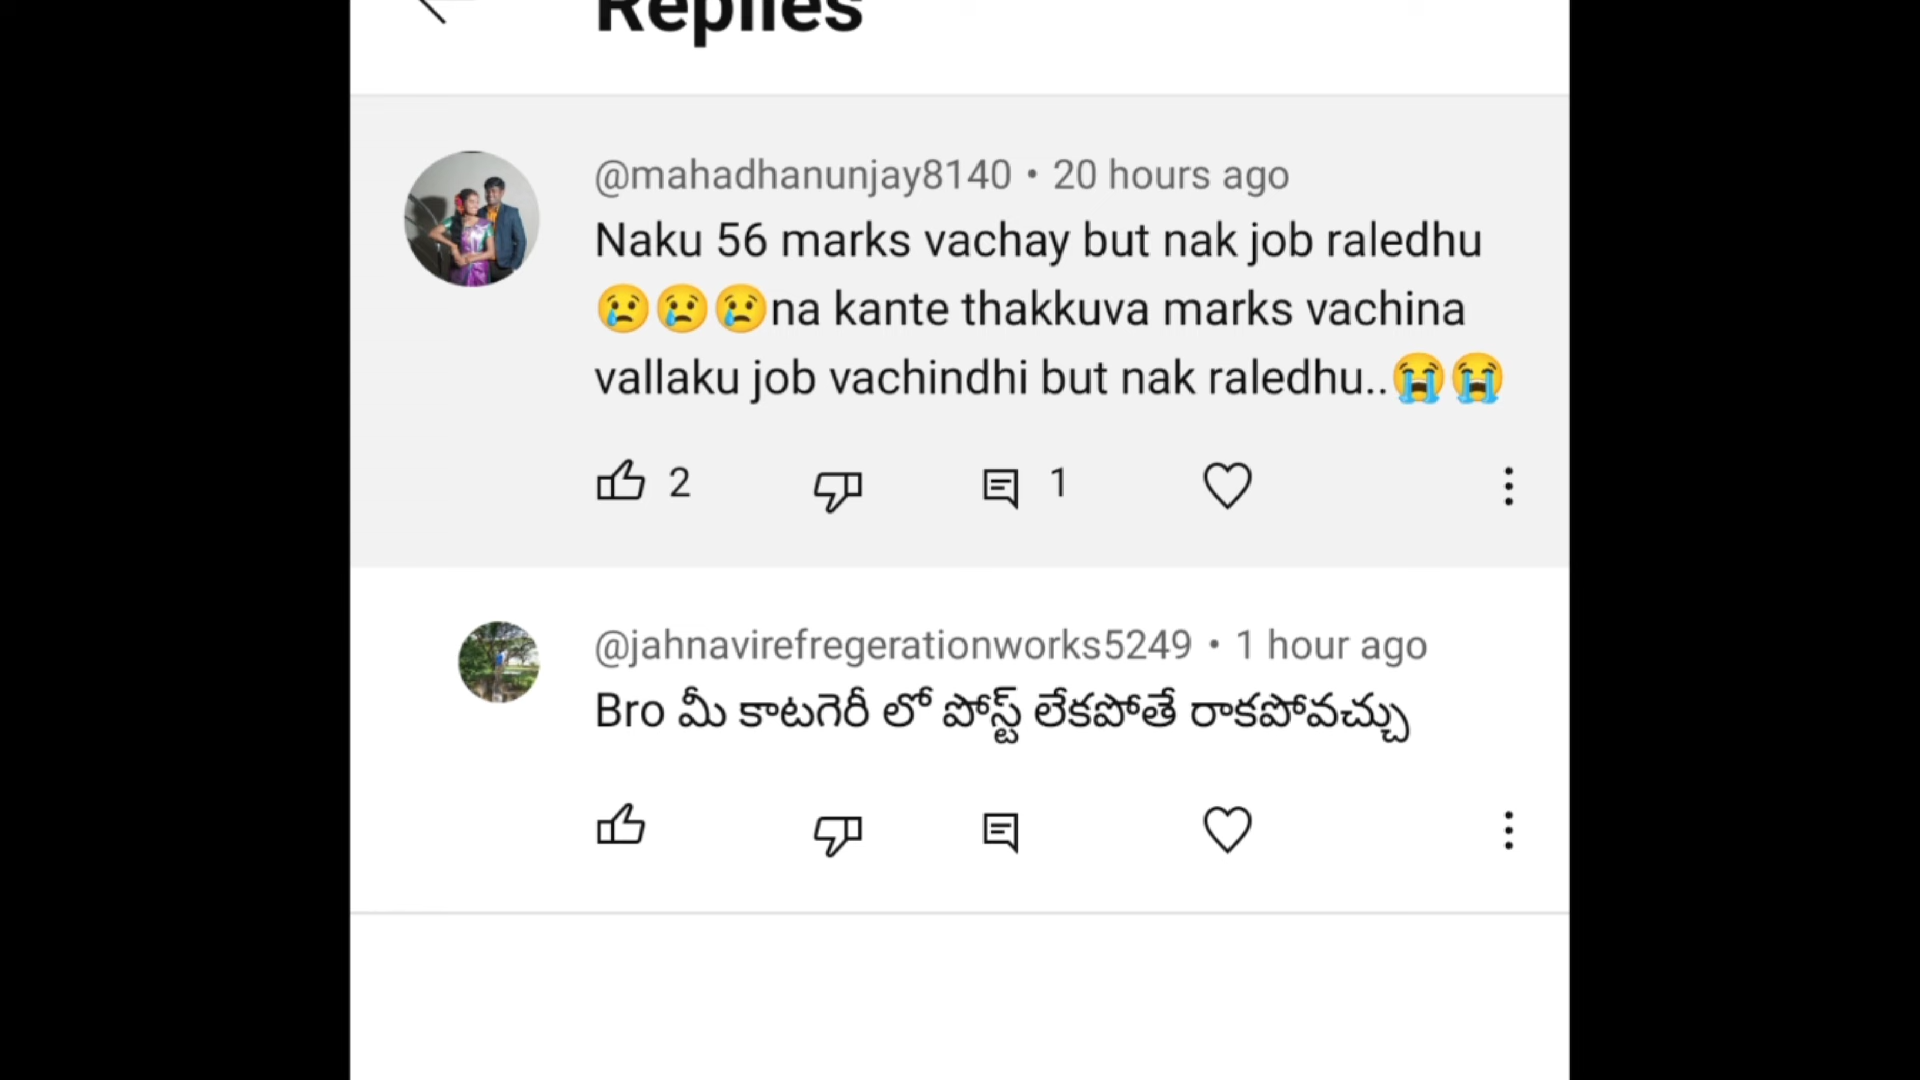 Replies
@mahadhanunjay8140 • 20 hours ago
Naku 56 marks vachay but nak job raledhu
😢😢😢na kante thakkuva marks vachina
vallaku job vachindhi but nak raledhu..😭😭
2 1
@jahnavirefregerationworks5249 • 1 hour ago
Bro మీ కాటగెరీ లో పోస్ట్ లేకపోతే రాకపోవచ్చు